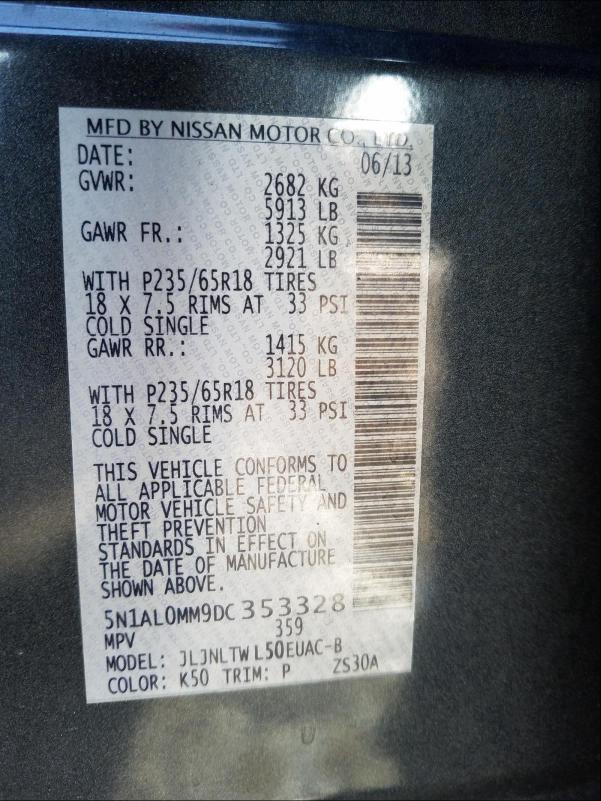 MFD BY NISSAN MOTOR CO., LTD.
DATE: 06/13
GVWR: 2682 KG
5913 LB
GAWR FR.: 1325 KG
2921 LB
WITH P235/65R18 TIRES
18 X 7.5 RIMS AT 33 PSI
COLD SINGLE
GAWR RR.: 1415 KG
3120 LB
WITH P235/65R18 TIRES
18 X 7.5 RIMS AT 33 PSI
COLD SINGLE
THIS VEHICLE CONFORMS TO
ALL APPLICABLE FEDERAL
MOTOR VEHICLE SAFETY AND
THEFT PREVENTION
STANDARDS IN EFFECT ON
THE DATE OF MANUFACTURE
SHOWN ABOVE.
5N1AL0MM9DC353328
MPV 359
MODEL: JLJNLTWL50EUAC-B
COLOR: K50 TRIM: P ZS30A